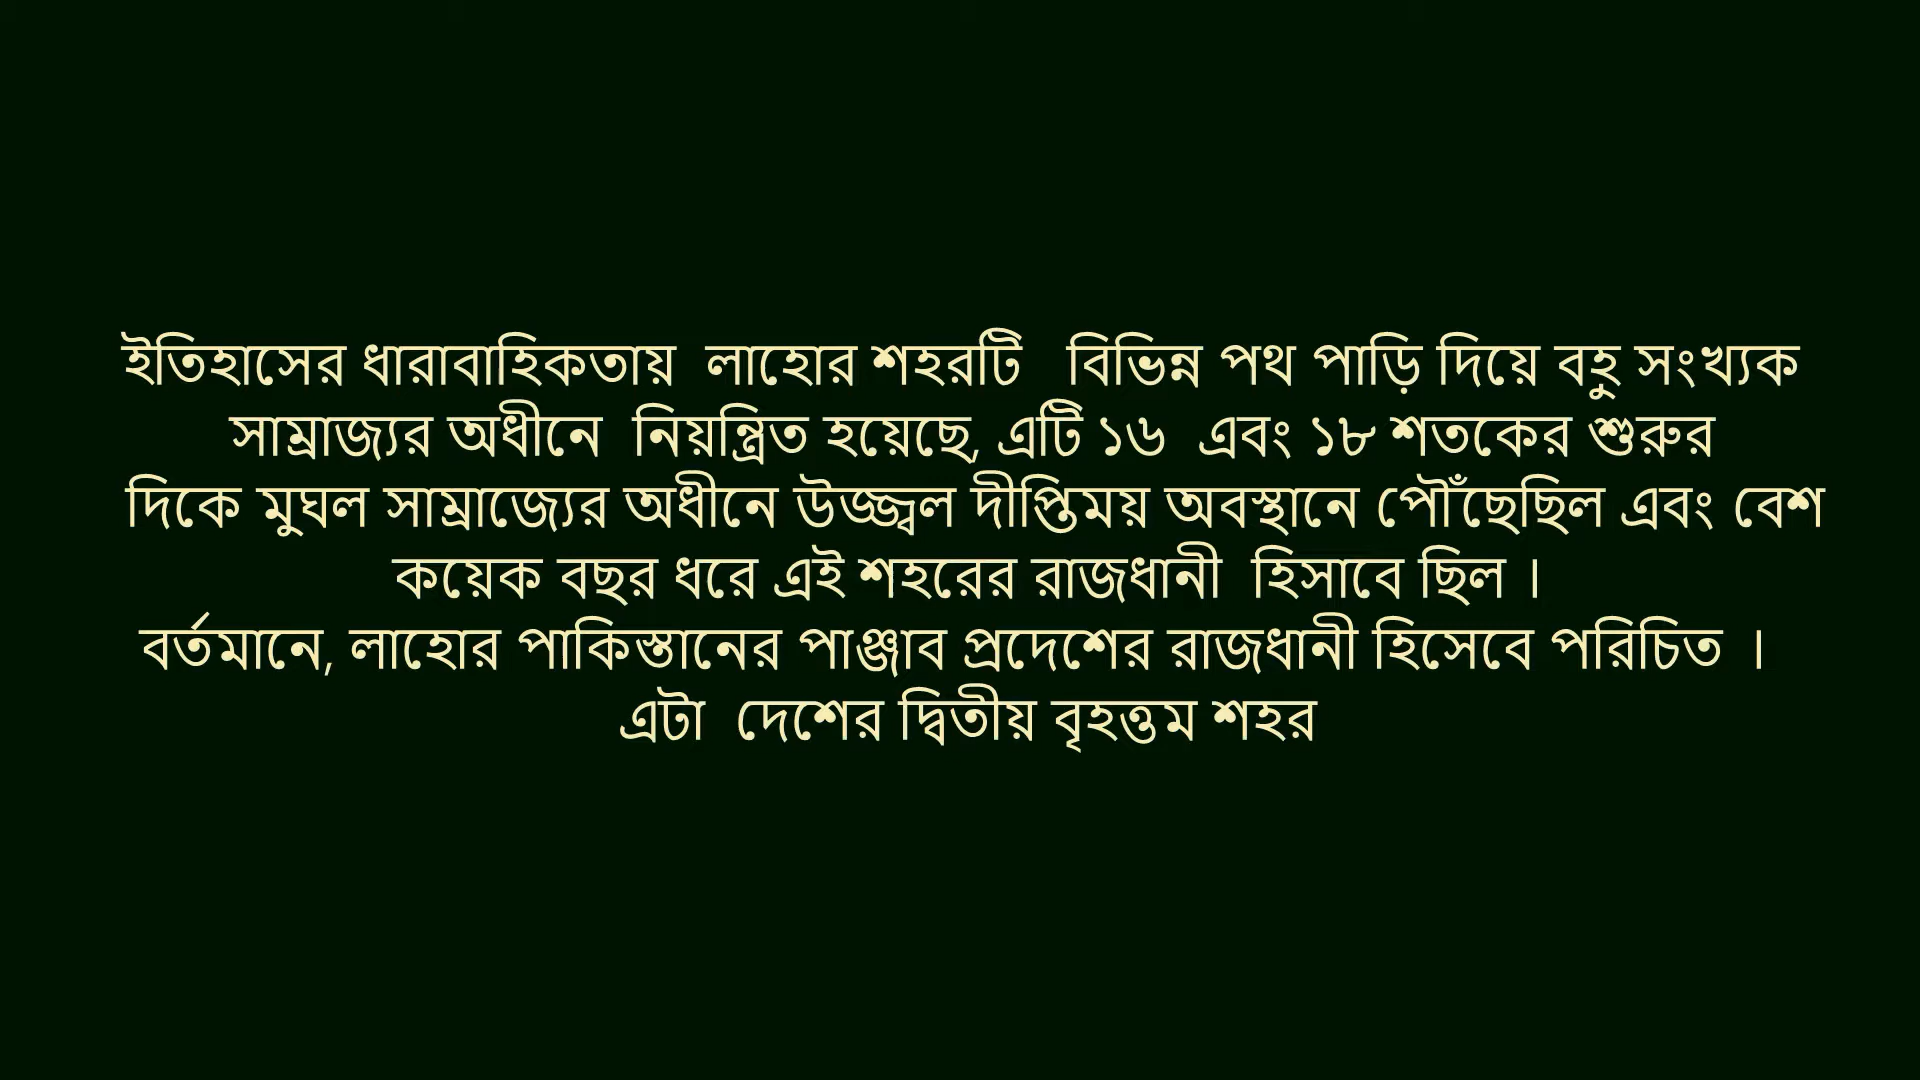 ইতিহাসের ধারাবাহিকতায় লাহোর শহরটি বিভিন্ন পথ পাড়ি দিয়ে বহু সংখ্যক
সাম্রাজ্যর অধীনে নিয়ন্ত্রিত হয়েছে, এটি ১৬ এবং ১৮ শতকের শুরুর
দিকে মুঘল সাম্রাজ্যের অধীনে উজ্জ্বল দীপ্তিময় অবস্থানে পৌঁছেছিল এবং বেশ
কয়েক বছর ধরে এই শহরের রাজধানী হিসাবে ছিল ।
বর্তমানে, লাহোর পাকিস্তানের পাঞ্জাব প্রদেশের রাজধানী হিসেবে পরিচিত ।
এটা দেশের দ্বিতীয় বৃহত্তম শহর